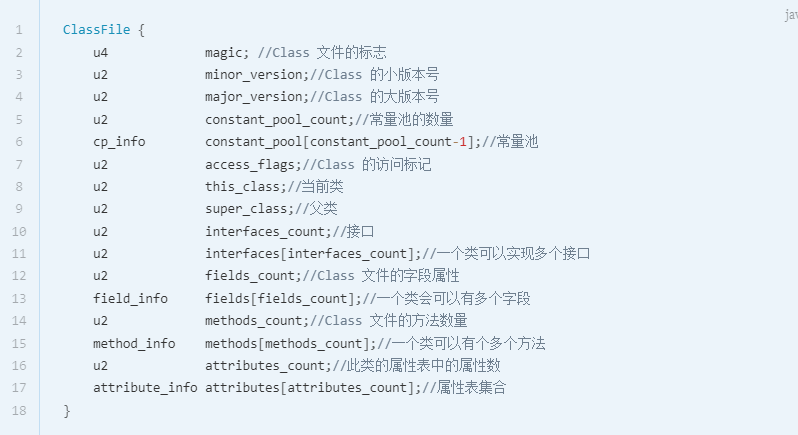 jav
1 ClassFile {
2 u4 magic; //Class 文件的标志
3 u2 minor_version;//Class 的小版本号
4 u2 major_version;//Class 的大版本号
5 u2 constant_pool_count;//常量池的数量
6 cp_info constant_pool[constant_pool_count-1];//常量池
7 u2 access_flags;//Class 的访问标记
8 u2 this_class;//当前类
9 u2 super_class;//父类
10 u2 interfaces_count;//接口
11 u2 interfaces[interfaces_count];//一个类可以实现多个接口
12 u2 fields_count;//Class 文件的字段属性
13 field_info fields[fields_count];//一个类会可以有多个字段
14 u2 methods_count;//Class 文件的方法数量
15 method_info methods[methods_count];//一个类可以有个多个方法
16 u2 attributes_count;//此类的属性表中的属性数
17 attribute_info attributes[attributes_count];//属性表集合
18 }